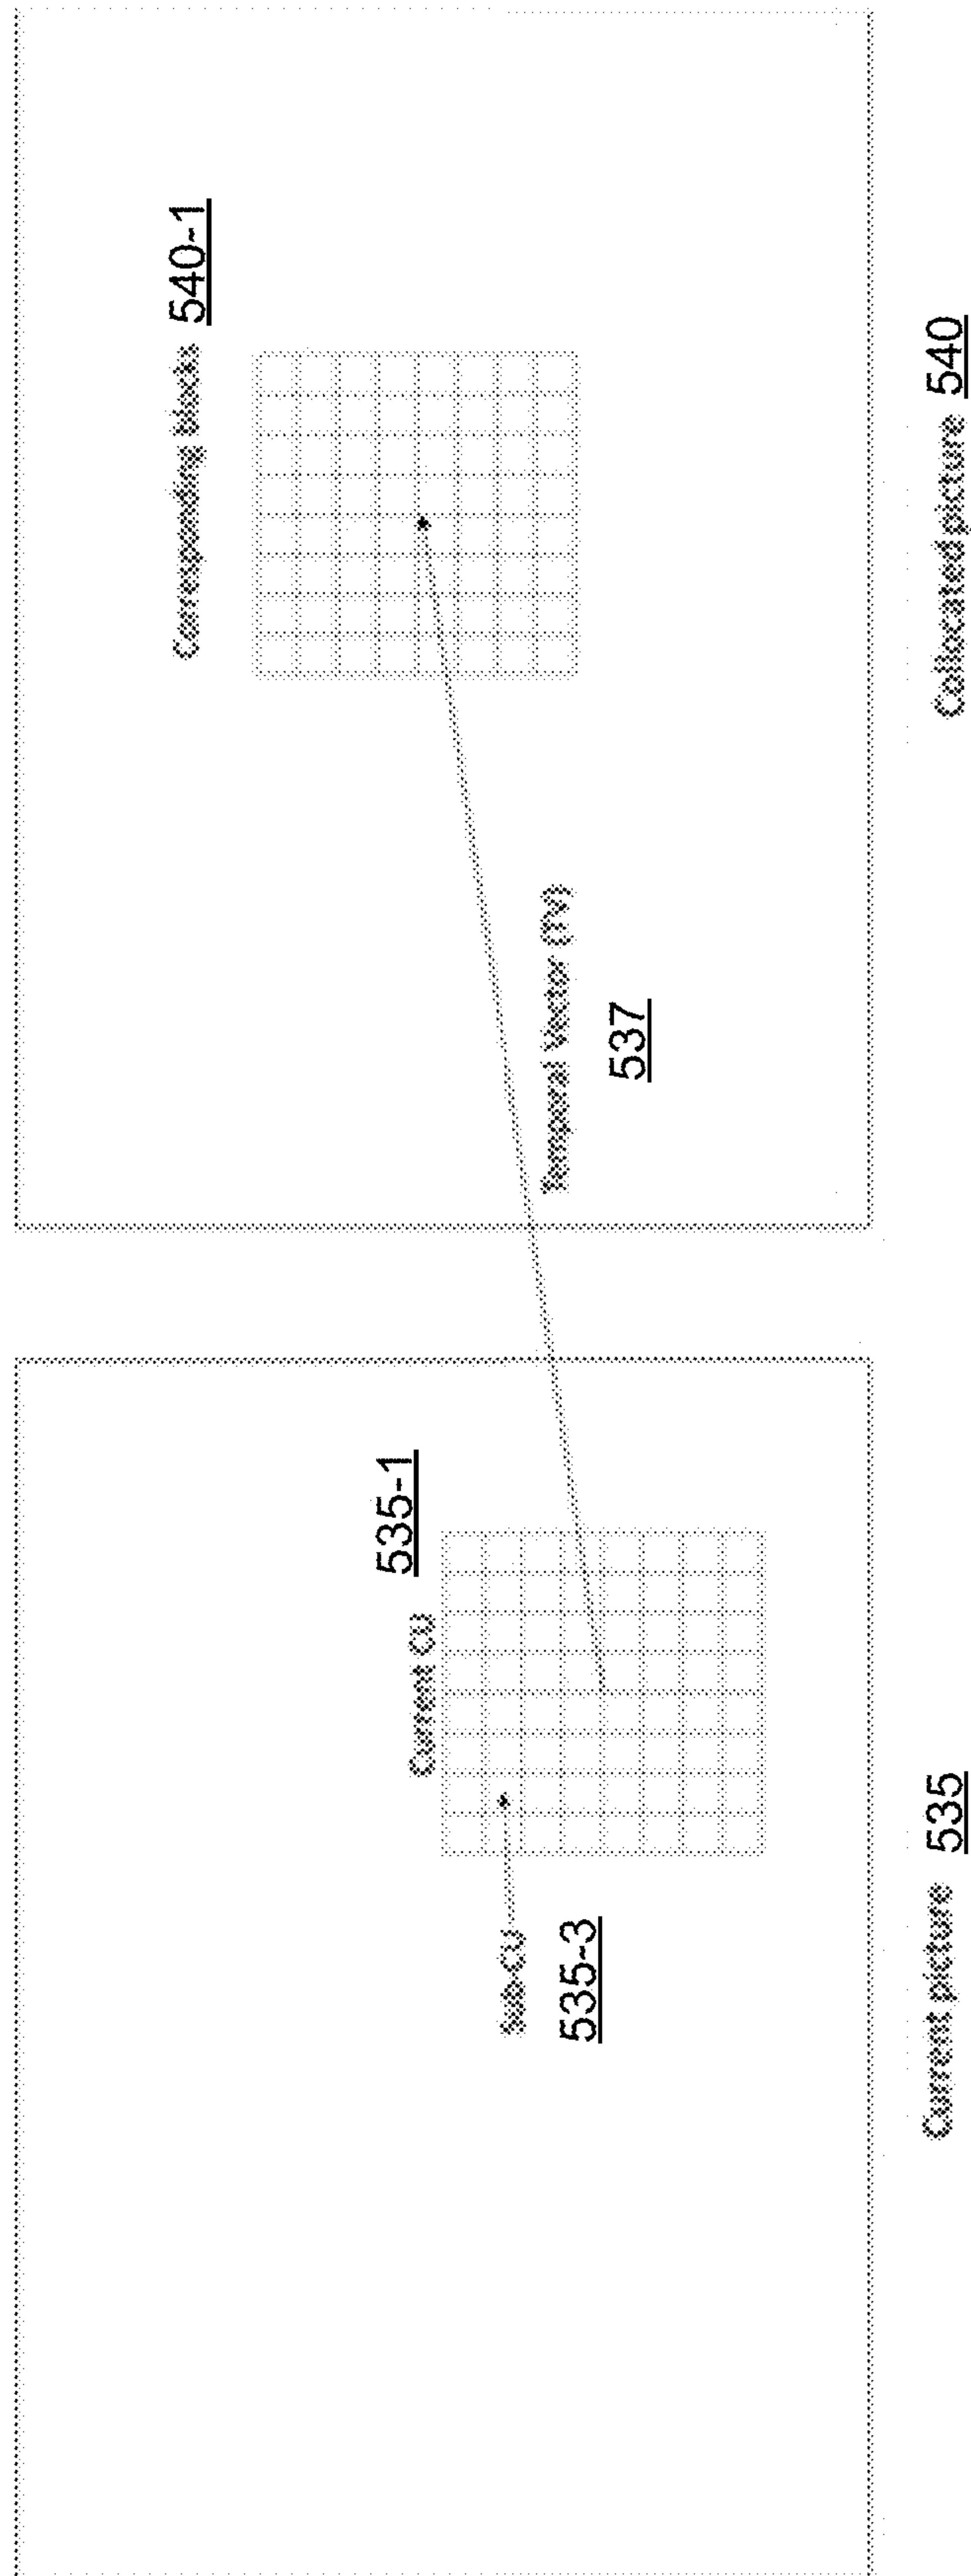 Corresponding blocks 540-1
Temporal Vector (TV)
537
Collocated picture 540
Current CU 535-1
sub-CU
535-3
Current picture 535